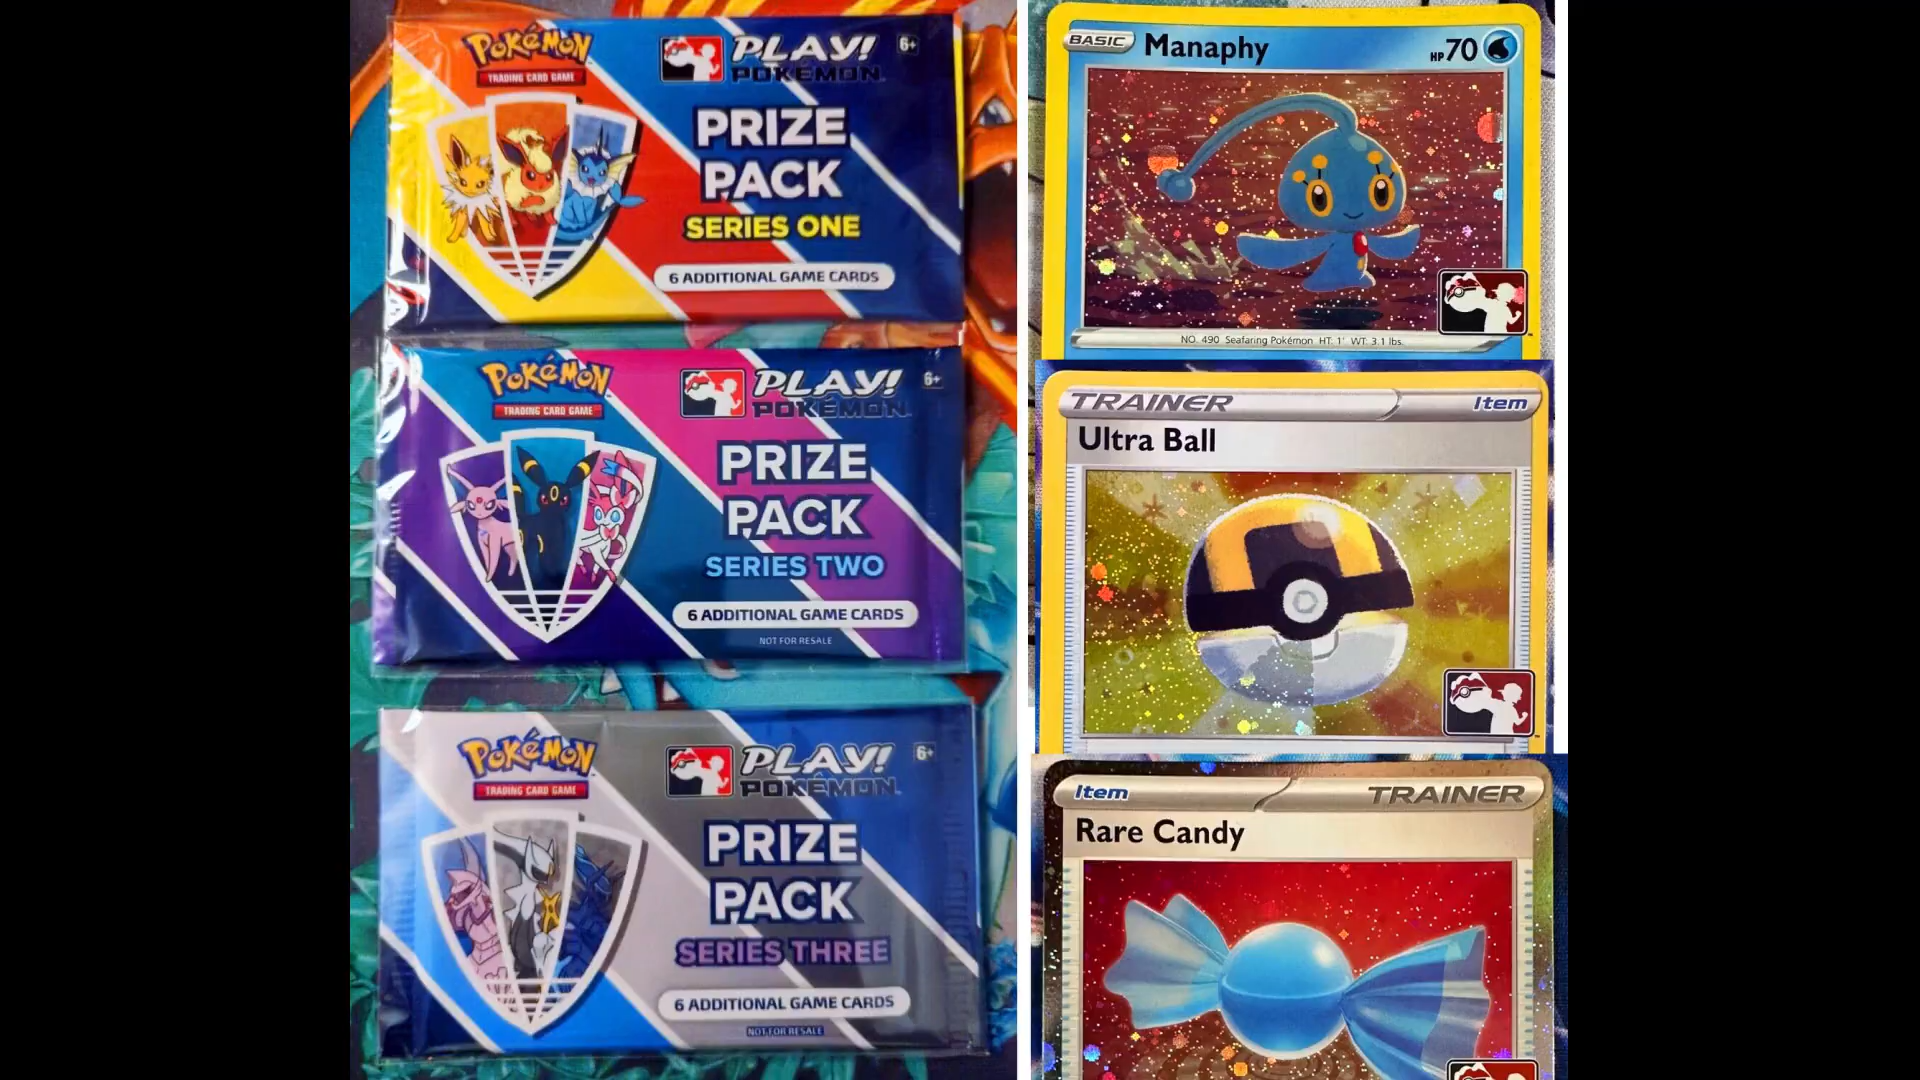 POKéMON
TRADING CARD GAME
PLAY!
POKÉMON
6+
PRIZE
PACK
SERIES ONE
6 ADDITIONAL GAME CARDS
POKéMON
TRADING CARD GAME
PLAY!
POKÉMON
6+
PRIZE
PACK
SERIES TWO
6 ADDITIONAL GAME CARDS
NOT FOR RESALE
POKéMON
TRADING CARD GAME
PLAY!
POKÉMON
6+
PRIZE
PACK
SERIES THREE
6 ADDITIONAL GAME CARDS
NOT FOR RESALE
BASIC Manaphy HP 70
NO. 490 Seafaring Pokémon HT: 1' WT: 3.1 lbs.
TRAINER Item
Ultra Ball
Item TRAINER
Rare Candy